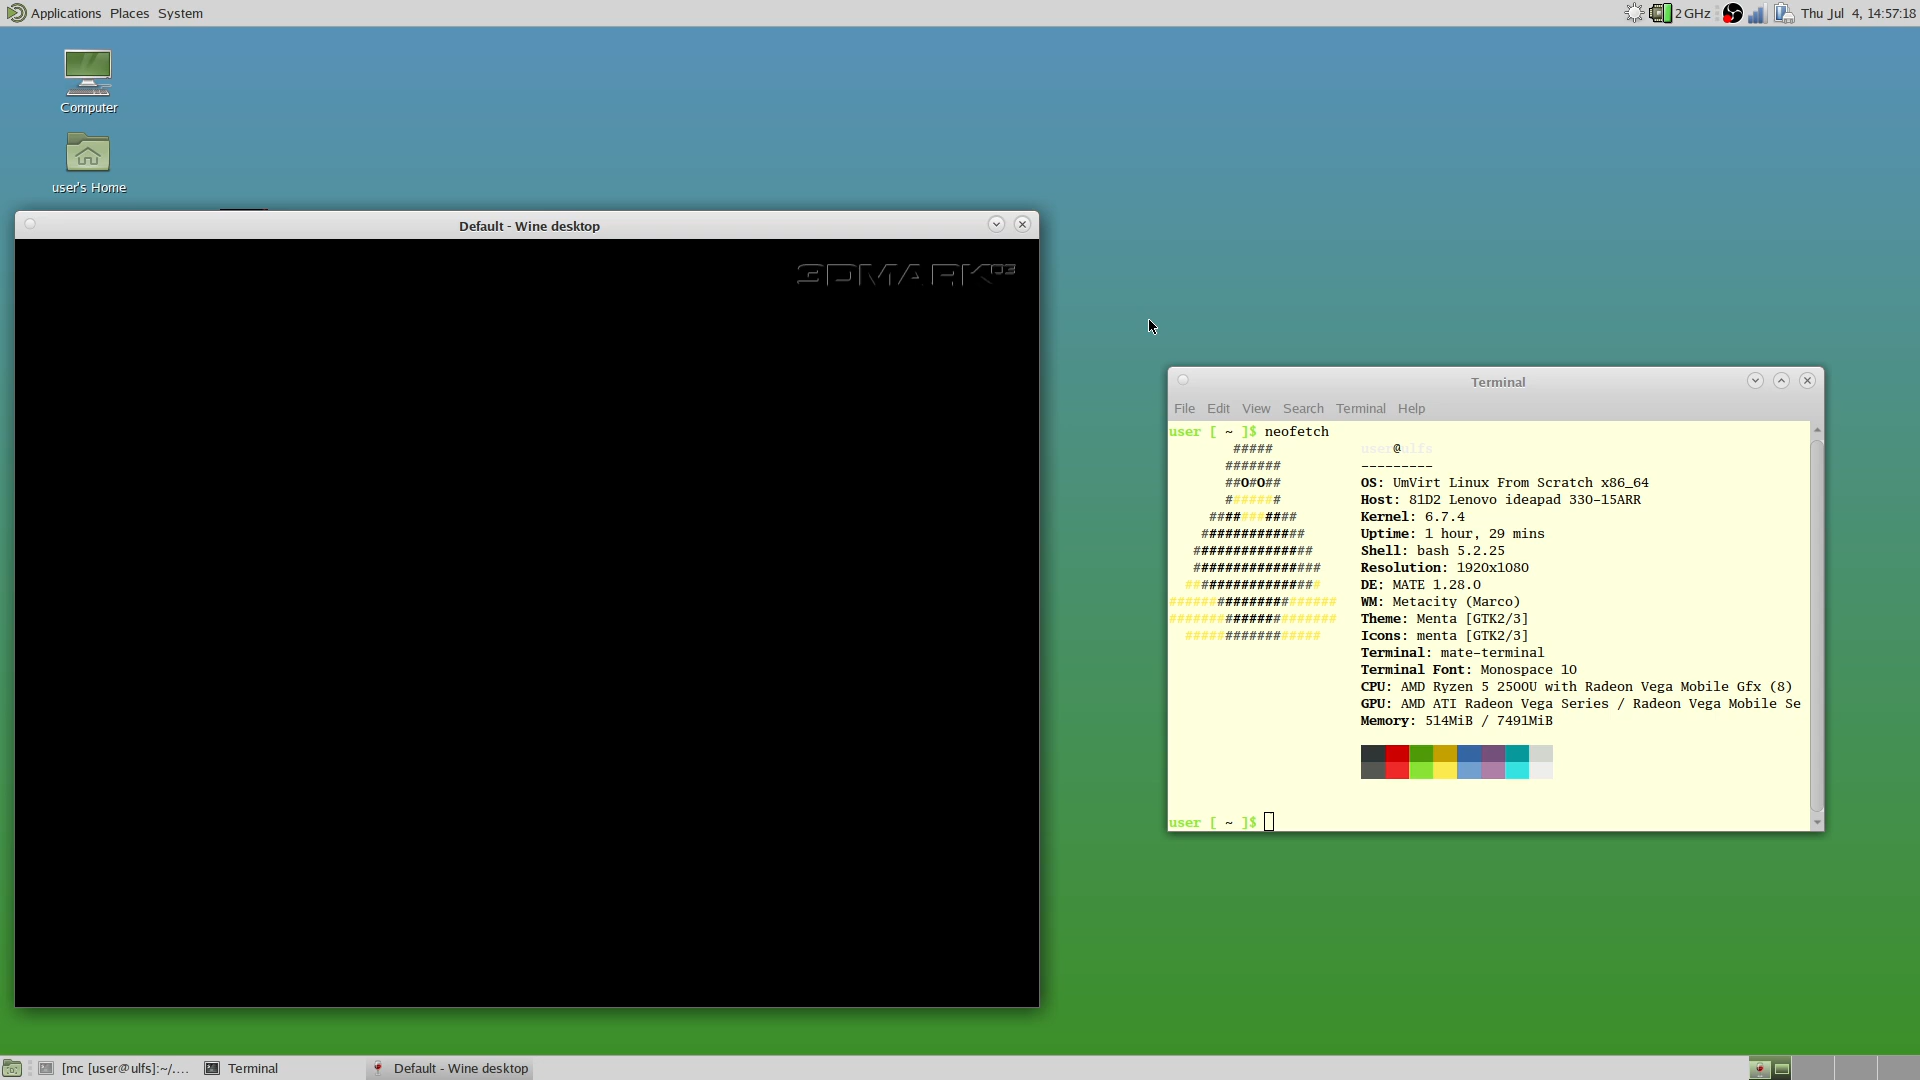 Applications Places System
2 GHz
Thu Jul 4, 14:57:18
Computer
user's Home
Default - Wine desktop
3DMARK03
Terminal
File Edit View Search Terminal Help
user [ ~ ]$ neofetch
##### user@ulfs
####### ---------
##O#O## OS: UmVirt Linux From Scratch x86_64
####### Host: 81D2 Lenovo ideapad 330-15ARR
########### Kernel: 6.7.4
############# Uptime: 1 hour, 29 mins
############### Shell: bash 5.2.25
################ Resolution: 1920x1080
################# DE: MATE 1.28.0
##################### WM: Metacity (Marco)
##################### Theme: Menta [GTK2/3]
################# Icons: menta [GTK2/3]
Terminal: mate-terminal
Terminal Font: Monospace 10
CPU: AMD Ryzen 5 2500U with Radeon Vega Mobile Gfx (8)
GPU: AMD ATI Radeon Vega Series / Radeon Vega Mobile Se
Memory: 514MiB / 7491MiB
user [ ~ ]$
[mc [user@ulfs]:~/.... Terminal Default - Wine desktop